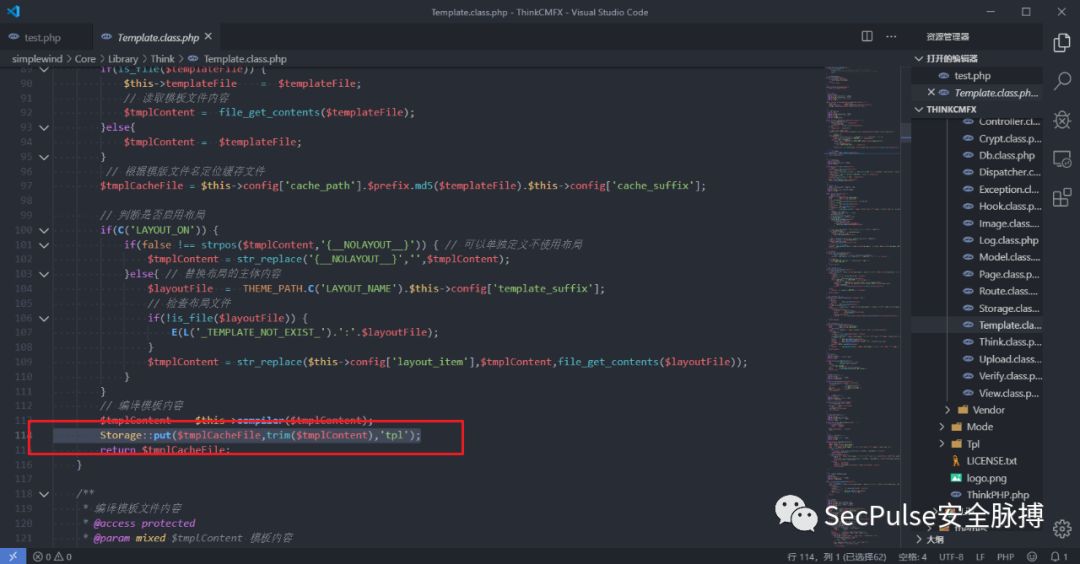 Template.class.php - ThinkCMFX - Visual Studio Code
test.php
Template.class.php
simplewind > Core > Library > Think > Template.class.php
89 if(is_file($templateFile)) {
90 $this->templateFile = $templateFile;
91 // 读取模板文件内容
92 $tmplContent = file_get_contents($templateFile);
93 }else{
94 $tmplContent = $templateFile;
95 }
96 // 根据模版文件名定位缓存文件
97 $tmplCacheFile = $this->config['cache_path'].$prefix.md5($templateFile).$this->config['cache_suffix'];
98
99 // 判断是否启用布局
100 if(C('LAYOUT_ON')) {
101 if(false !== strpos($tmplContent,'{__NOLAYOUT__}')) { // 可以单独定义不使用布局
102 $tmplContent = str_replace('{__NOLAYOUT__}','',$tmplContent);
103 }else{ // 替换布局的主体内容
104 $layoutFile = THEME_PATH.C('LAYOUT_NAME').$this->config['template_suffix'];
105 // 检查布局文件
106 if(!is_file($layoutFile)) {
107 E(L('_TEMPLATE_NOT_EXIST_').':'.$layoutFile);
108 }
109 $tmplContent = str_replace($this->config['layout_item'],$tmplContent,file_get_contents($layoutFile));
110 }
111 }
112 // 编译模板内容
113 $tmplContent = $this->compiler($tmplContent);
114 Storage::put($tmplCacheFile,trim($tmplContent),'tpl');
115 return $tmplCacheFile;
116 }
117
118 /**
119 * 编译模板文件内容
120 * @access protected
121 * @param mixed $tmplContent 模板内容
资源管理器
打开的编辑器
test.php
Template.class.ph...
THINKCMFX
Controller.cl...
Crypt.class.p...
Db.class.php
Dispatcher.c...
Exception.cl...
Hook.class.p...
Image.class....
Log.class.php
Model.class....
Page.class.p...
Route.class....
Storage.class...
Template.cla...
Think.class.p...
Upload.class...
Verify.class.p...
View.class.p...
Vendor
Mode
Tpl
LICENSE.txt
logo.png
ThinkPHP.php
themes
大纲
SecPulse安全脉搏
0 0
行 114，列 1 (已选择62) 空格: 4 UTF-8 LF PHP 1